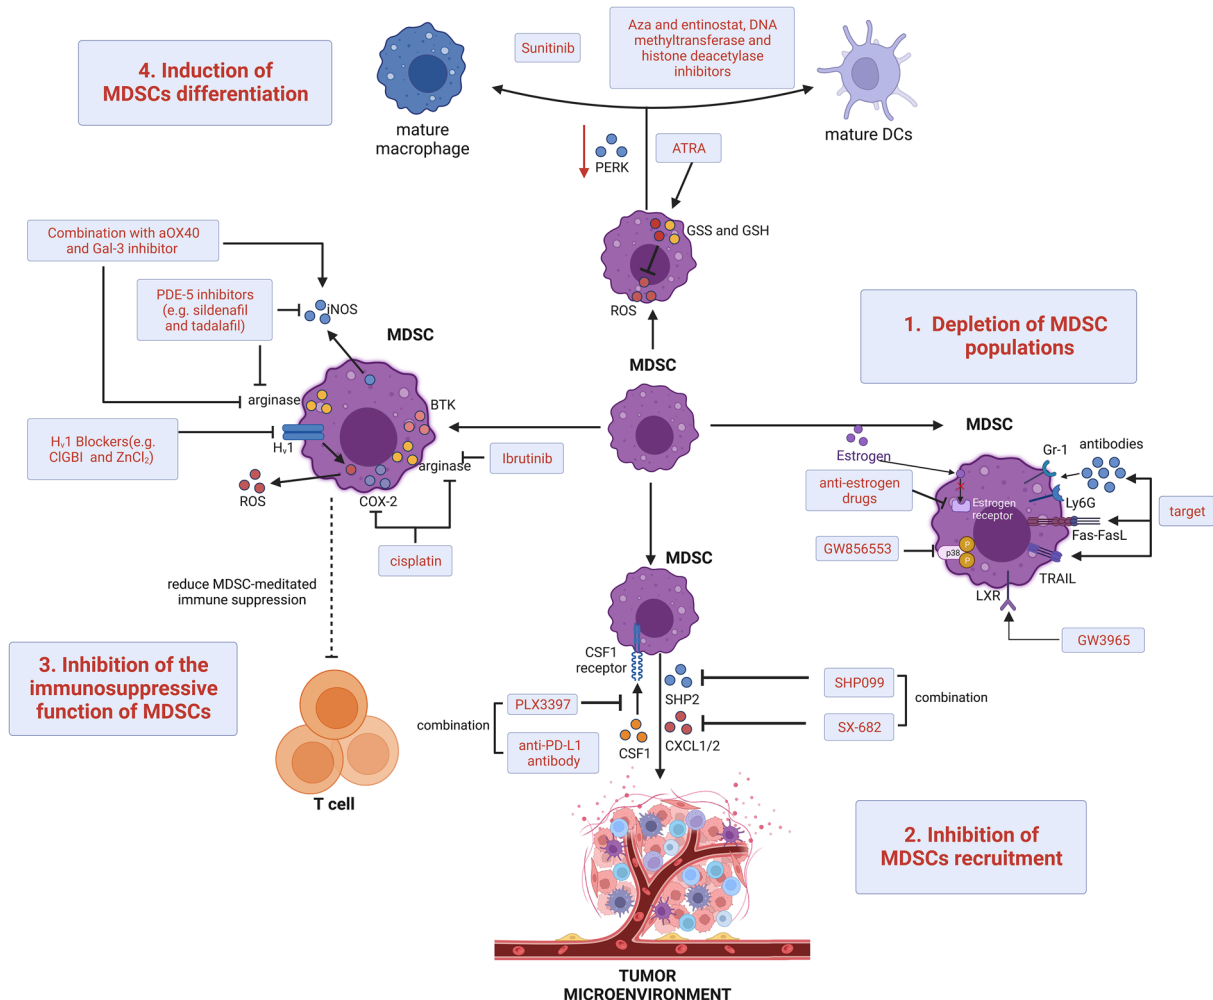 4. Induction of
MDSCs differentiation
mature
macrophage
Sunitinib
Aza and entinostat, DNA
methyltransferase and
histone deacetylase
inhibitors
mature DCs
PERK
ATRA
GSS and GSH
ROS
MDSC
Combination with aOX40
and Gal-3 inhibitor
PDE-5 inhibitors
(e.g. sildenafil
and tadalafil)
iNOS
MDSC
arginase
BTK
Hᵥ1 Blockers(e.g.
ClGBI and ZnCl₂)
Hᵥ1
arginase
Ibrutinib
ROS
COX-2
cisplatin
reduce MDSC-meditated
immune suppression
3. Inhibition of the
immunosuppressive
function of MDSCs
T cell
1. Depletion of MDSC
populations
MDSC
Estrogen
Gr-1
antibodies
anti-estrogen
drugs
Estrogen
receptor
Ly6G
target
Fas-FasL
GW856553
p38
P
P
TRAIL
LXR
GW3965
MDSC
CSF1
receptor
SHP2
SHP099
combination
PLX3397
SX-682
combination
anti-PD-L1
antibody
CSF1
CXCL1/2
2. Inhibition of
MDSCs recruitment
TUMOR
MICROENVIRONMENT